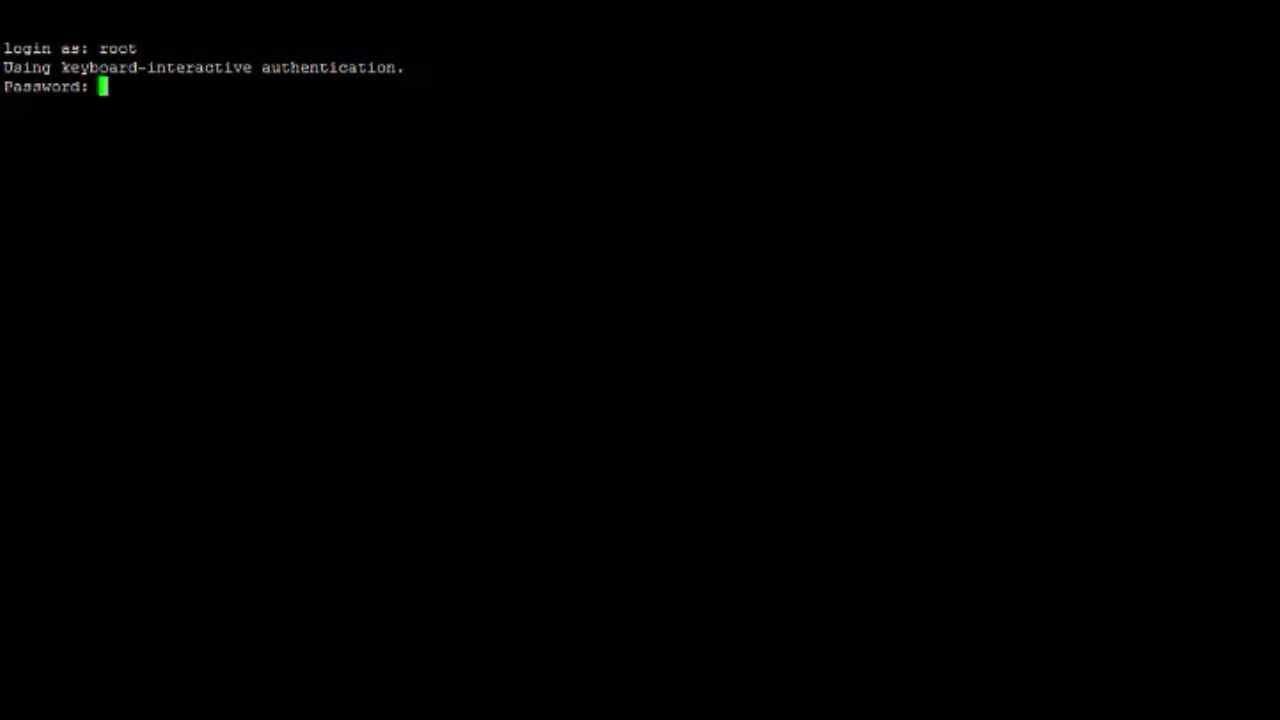 login as: root
Using keyboard-interactive authentication.
Password: